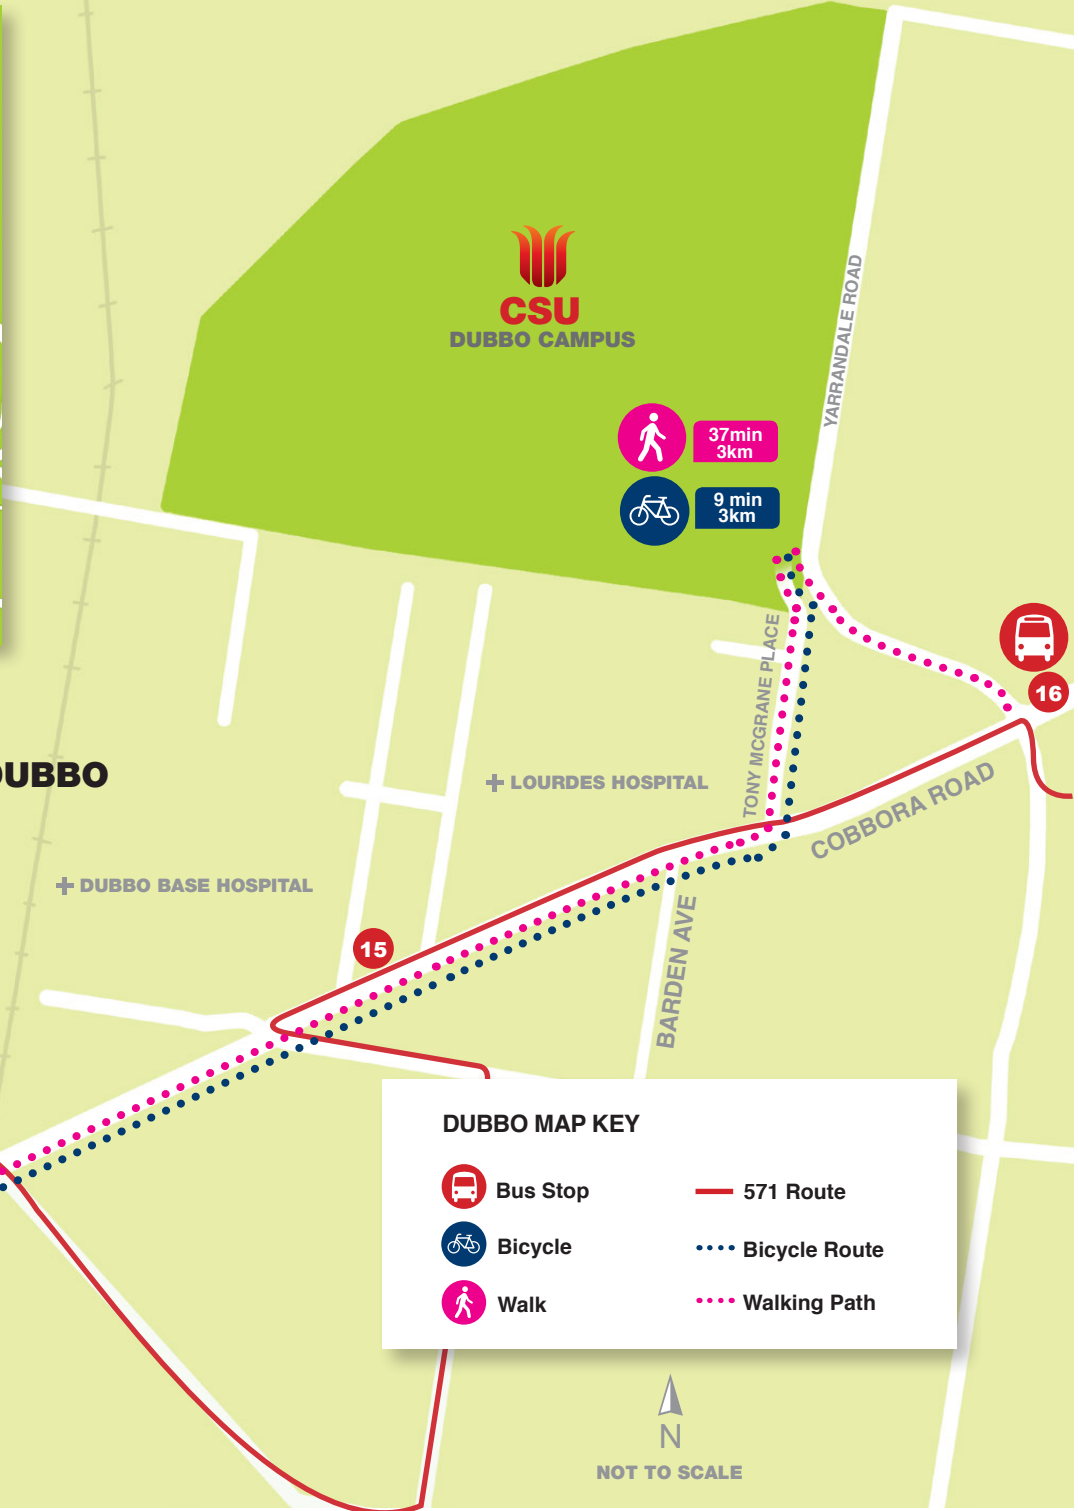 CSU
DUBBO CAMPUS
YARRANDALE ROAD
37min
3km
9 min
3km
16
TONY MCGRANE PLACE
DUBBO
LOURDES HOSPITAL
COBBORA ROAD
DUBBO BASE HOSPITAL
BARDEN AVE
15
DUBBO MAP KEY
Bus Stop
571 Route
Bicycle
Bicycle Route
Walk
Walking Path
N
NOT TO SCALE